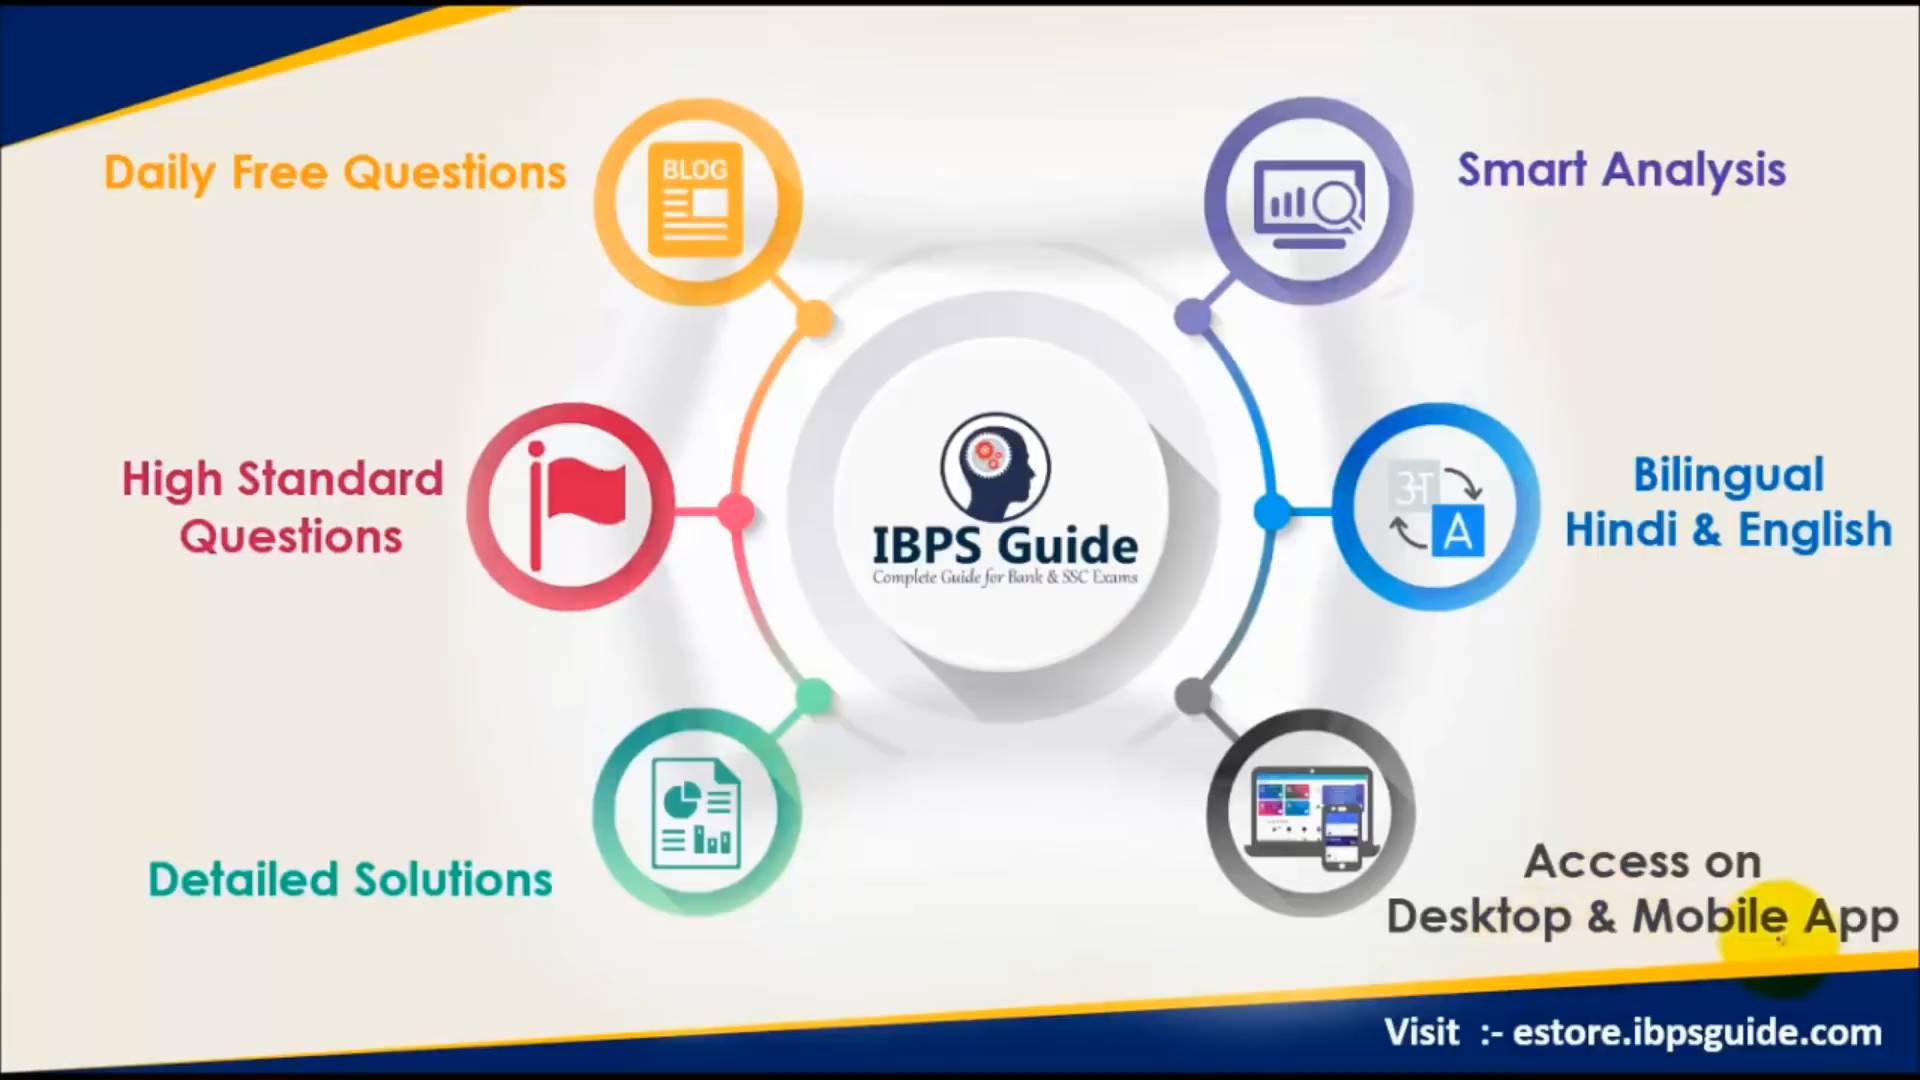 Daily Free Questions
BLOG
Smart Analysis
High Standard
Questions
IBPS Guide
Complete Guide for Bank & SSC Exams
अ
A
Bilingual
Hindi & English
Detailed Solutions
Access on
Desktop & Mobile App
Visit :- estore.ibpsguide.com